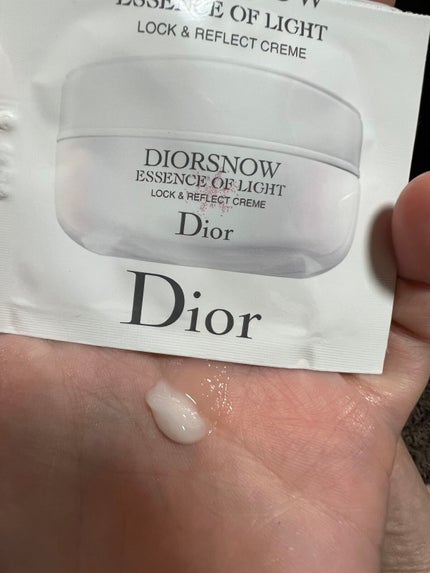 ESSENCE OF LIGHT
LOCK & REFLECT CREME
DIORSNOW
ESSENCE OF LIGHT
LOCK & REFLECT CREME
Dior
Dior